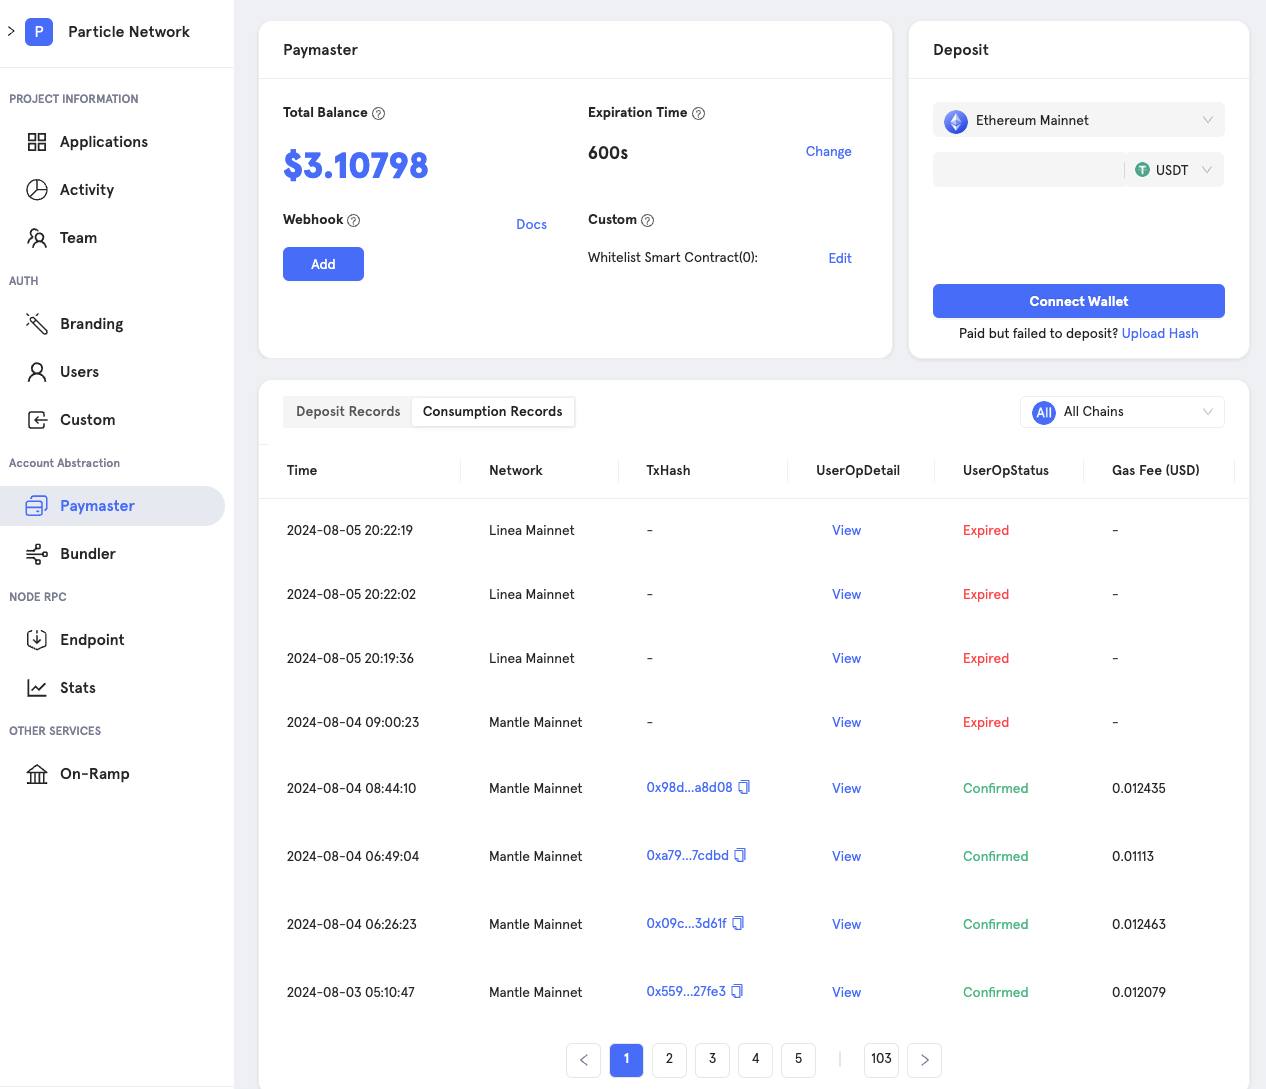 P Particle Network
PROJECT INFORMATION
Applications
Activity
Team
AUTH
Branding
Users
Custom
Account Abstraction
Paymaster
Bundler
NODE RPC
Endpoint
Stats
OTHER SERVICES
On-Ramp
Paymaster
Total Balance ?
$3.10798
Expiration Time ?
600s Change
Webhook ? Docs
Add
Custom ?
Whitelist Smart Contract(0): Edit
Deposit
Ethereum Mainnet
T USDT
Connect Wallet
Paid but failed to deposit? Upload Hash
Deposit Records Consumption Records All All Chains
Time Network TxHash UserOpDetail UserOpStatus Gas Fee (USD)
2024-08-05 20:22:19 Linea Mainnet - View Expired -
2024-08-05 20:22:02 Linea Mainnet - View Expired -
2024-08-05 20:19:36 Linea Mainnet - View Expired -
2024-08-04 09:00:23 Mantle Mainnet - View Expired -
2024-08-04 08:44:10 Mantle Mainnet 0x98d...a8d08 View Confirmed 0.012435
2024-08-04 06:49:04 Mantle Mainnet 0xa79...7cdbd View Confirmed 0.01113
2024-08-04 06:26:23 Mantle Mainnet 0x09c...3d61f View Confirmed 0.012463
2024-08-03 05:10:47 Mantle Mainnet 0x559...27fe3 View Confirmed 0.012079
< 1 2 3 4 5 | 103 >